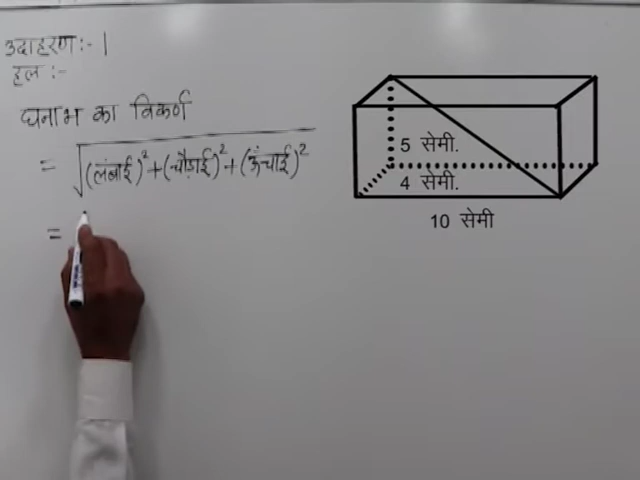 उदाहरण :- 1
हल :-
घनाभ का विकर्ण
= √(लंबाई)² + (चौड़ाई)² + (ऊंचाई)²
=
5 सेमी.
4 सेमी.
10 सेमी